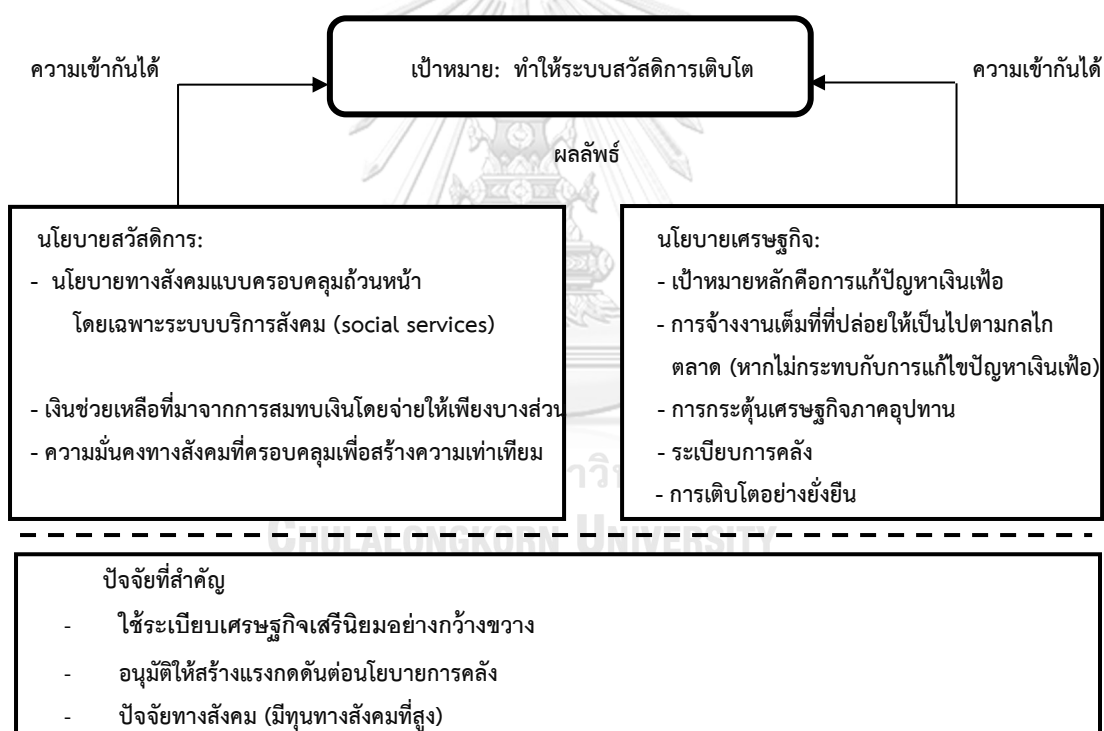 ความเข้ากันได้
เป้าหมาย: ทำให้ระบบสวัสดิการเติบโต
ความเข้ากันได้
ผลลัพธ์
นโยบายสวัสดิการ:
- นโยบายทางสังคมแบบครอบคลุมถ้วนหน้า
โดยเฉพาะระบบบริการสังคม (social services)
- เงินช่วยเหลือที่มาจากการสมทบเงินโดยจ่ายให้เพียงบางส่วน
- ความมั่นคงทางสังคมที่ครอบคลุมเพื่อสร้างความเท่าเทียม
นโยบายเศรษฐกิจ:
- เป้าหมายหลักคือการแก้ปัญหาเงินเฟ้อ
- การจ้างงานเต็มที่ที่ปล่อยให้เป็นไปตามกลไก
ตลาด (หากไม่กระทบกับการแก้ไขปัญหาเงินเฟ้อ)
- การกระตุ้นเศรษฐกิจภาคอุปทาน
- ระเบียบการคลัง
- การเติบโตอย่างยั่งยืน
CHULALONGKORN UNIVERSITY
ปัจจัยที่สำคัญ
- ใช้ระเบียบเศรษฐกิจเสรีนิยมอย่างกว้างขวาง
- อนุมัติให้สร้างแรงกดดันต่อนโยบายการคลัง
- ปัจจัยทางสังคม (มีทุนทางสังคมที่สูง)